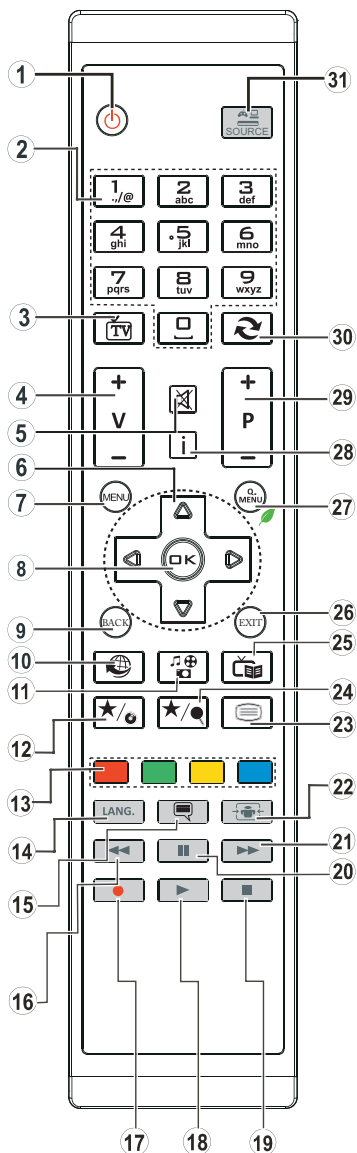 1
31
SOURCE
2
1 2 3
.,/@ abc def
4 5 6
ghi jkl mno
7 8 9
pqrs tuv wxyz
3
TV
0
30
4
+ +
V P
- -
29
5
i
28
6
7
MENU
Q.
MENU
27
8
OK
9
BACK
EXIT
26
10
11
25
12
/
/
24
23
13
14
LANG.
22
15
21
16
20
17
18
19